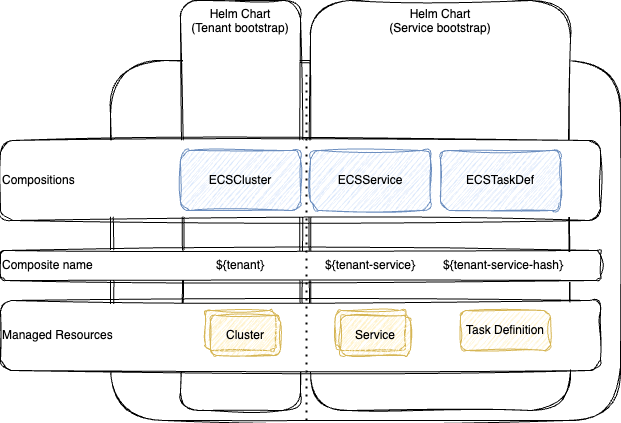 Helm Chart
(Tenant bootstrap)
Helm Chart
(Service bootstrap)
Compositions
ECSCluster
ECSService
ECSTaskDef
Composite name
${tenant}
${tenant-service}
${tenant-service-hash}
Managed Resources
Cluster
Service
Task Definition